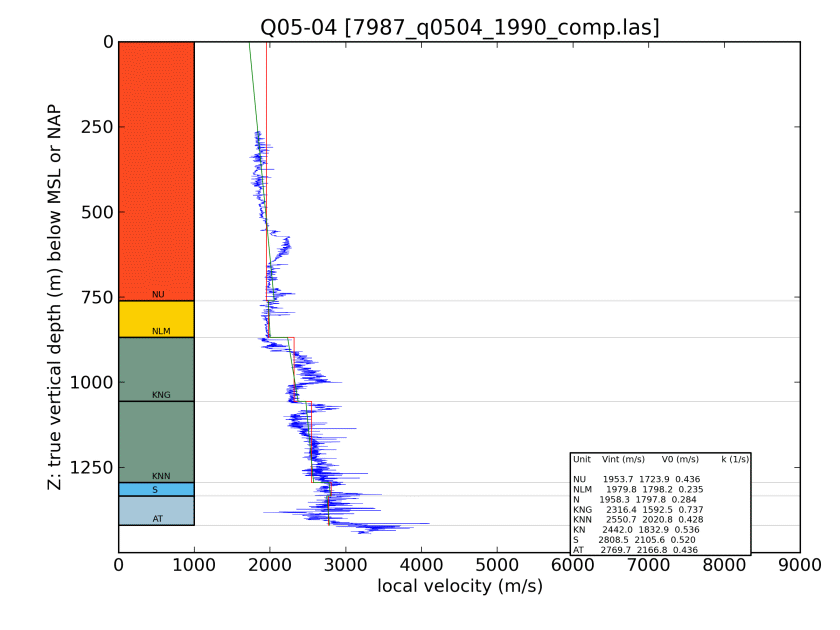 Q05-04 [7987_q0504_1990_comp.las]
Z: true vertical depth (m) below MSL or NAP
0
250
500
750
1000
1250
NU
NLM
KNG
KNN
S
AT
Unit Vint (m/s) V0 (m/s) k (1/s)
NU 1953.7 1723.9 0.436
NLM 1979.8 1798.2 0.235
N 1958.3 1797.8 0.284
KNG 2316.4 1592.5 0.737
KNN 2550.7 2020.8 0.428
KN 2442.0 1832.9 0.536
S 2808.5 2105.6 0.520
AT 2769.7 2166.8 0.436
0 1000 2000 3000 4000 5000 6000 7000 8000 9000
local velocity (m/s)